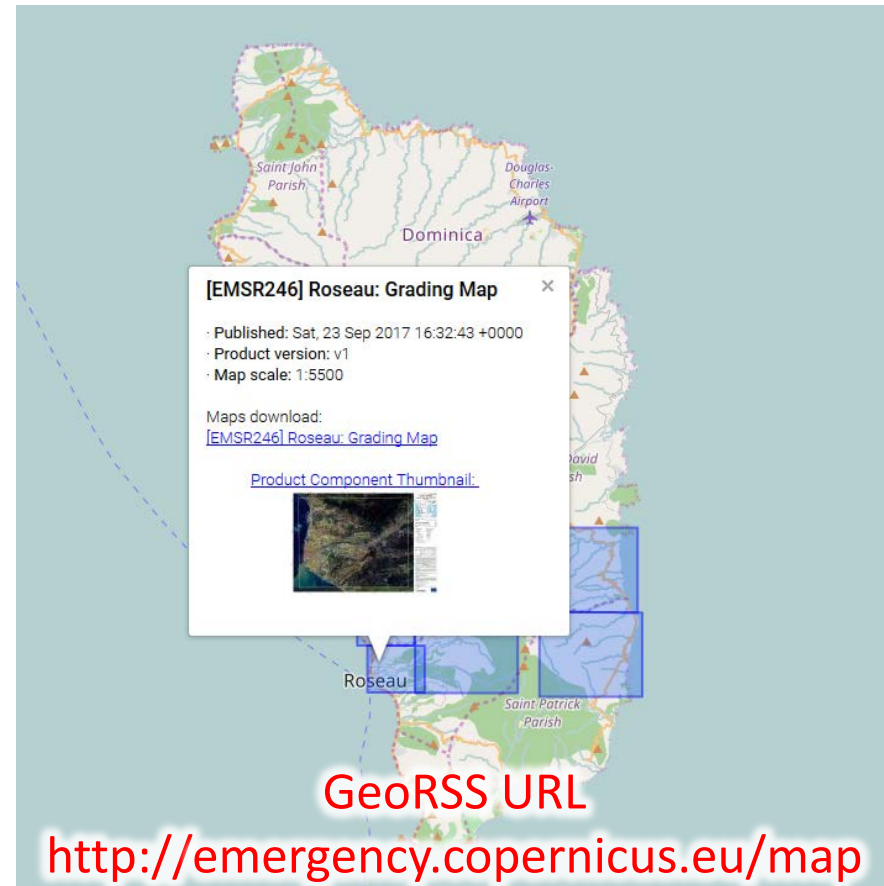 Saint John
Parish
Douglas-
Charles
Airport
Dominica
[EMSR246] Roseau: Grading Map
×
· Published: Sat, 23 Sep 2017 16:32:43 +0000
· Product version: v1
· Map scale: 1:5500
Maps download:
[EMSR246] Roseau: Grading Map
David
sh
Product Component Thumbnail:
Roseau
Saint Patrick
Parish
GeoRSS URL
http://emergency.copernicus.eu/map